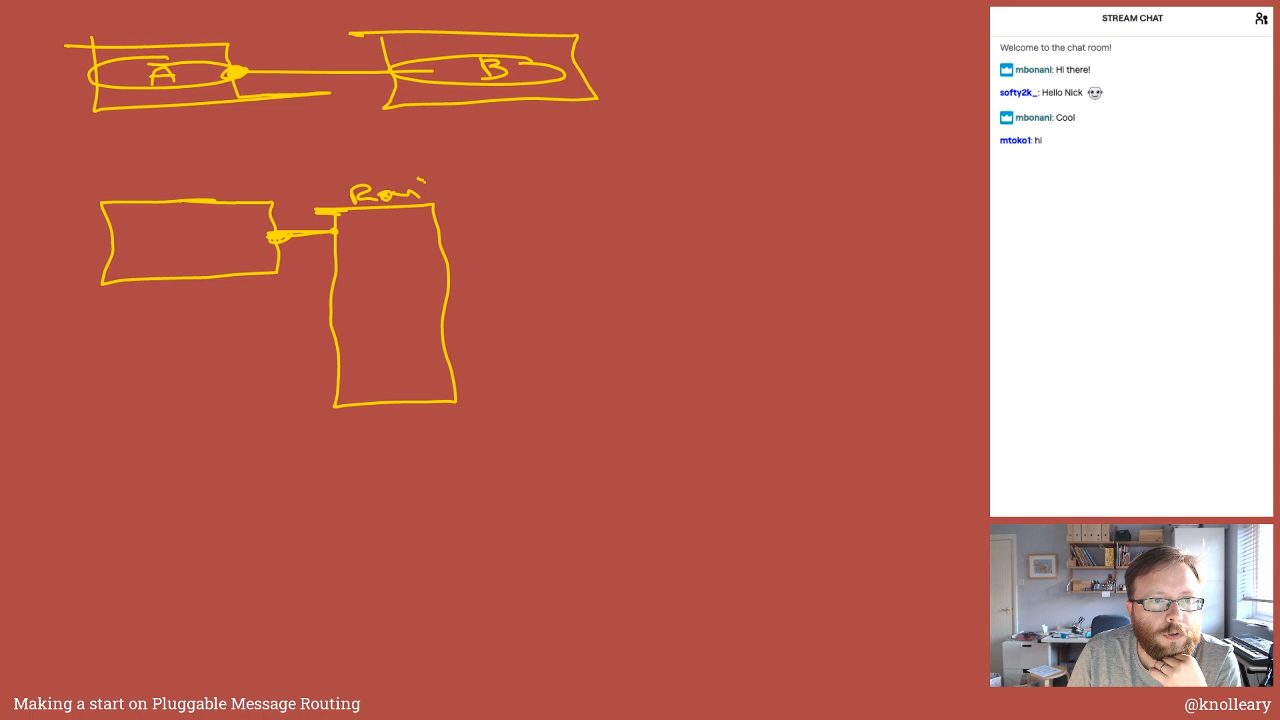 A
B
STREAM CHAT
Welcome to the chat room!
mbonani: Hi there!
softy2k_: Hello Nick
mbonani: Cool
mtoko1: hi
Making a start on Pluggable Message Routing
@knolleary